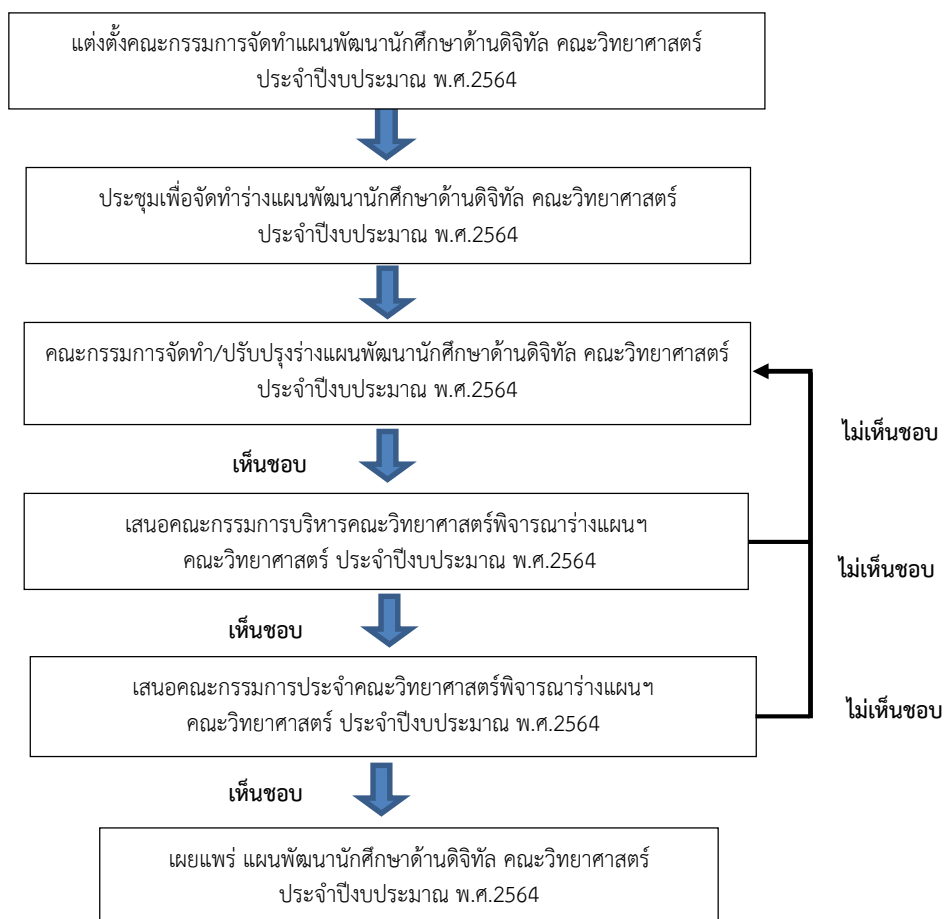 แต่งตั้งคณะกรรมการจัดทำแผนพัฒนานักศึกษาด้านดิจิทัล คณะวิทยาศาสตร์
ประจำปีงบประมาณ พ.ศ.2564
ประชุมเพื่อจัดทำร่างแผนพัฒนานักศึกษาด้านดิจิทัล คณะวิทยาศาสตร์
ประจำปีงบประมาณ พ.ศ.2564
คณะกรรมการจัดทำ/ปรับปรุงร่างแผนพัฒนานักศึกษาด้านดิจิทัล คณะวิทยาศาสตร์
ประจำปีงบประมาณ พ.ศ.2564
ไม่เห็นชอบ
เห็นชอบ
เสนอคณะกรรมการบริหารคณะวิทยาศาสตร์พิจารณาร่างแผนฯ
คณะวิทยาศาสตร์ ประจำปีงบประมาณ พ.ศ.2564
ไม่เห็นชอบ
เห็นชอบ
เสนอคณะกรรมการประจำคณะวิทยาศาสตร์พิจารณาร่างแผนฯ
คณะวิทยาศาสตร์ ประจำปีงบประมาณ พ.ศ.2564
ไม่เห็นชอบ
เห็นชอบ
เผยแพร่ แผนพัฒนานักศึกษาด้านดิจิทัล คณะวิทยาศาสตร์
ประจำปีงบประมาณ พ.ศ.2564